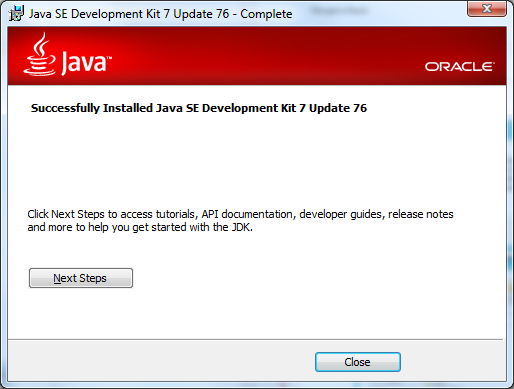 Java SE Development Kit 7 Update 76 - Complete
Java™
ORACLE®
Successfully Installed Java SE Development Kit 7 Update 76
Click Next Steps to access tutorials, API documentation, developer guides, release notes
and more to help you get started with the JDK.
Next Steps
Close